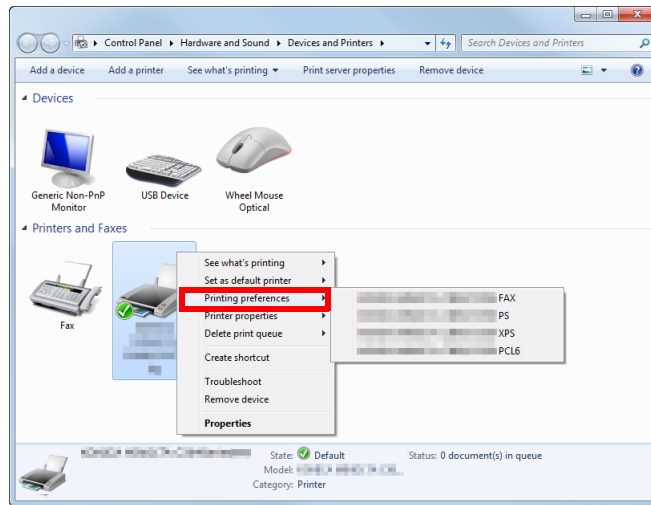 Control Panel ▸ Hardware and Sound ▸ Devices and Printers ▸
Search Devices and Printers
Add a device Add a printer See what's printing Print server properties Remove device
Devices
Generic Non-PnP Monitor
USB Device
Wheel Mouse Optical
Printers and Faxes
Fax
See what's printing
Set as default printer
Printing preferences
Printer properties
Delete print queue
Create shortcut
Troubleshoot
Remove device
Properties
FAX
PS
XPS
PCL6
State: Default Status: 0 document(s) in queue
Model:
Category: Printer